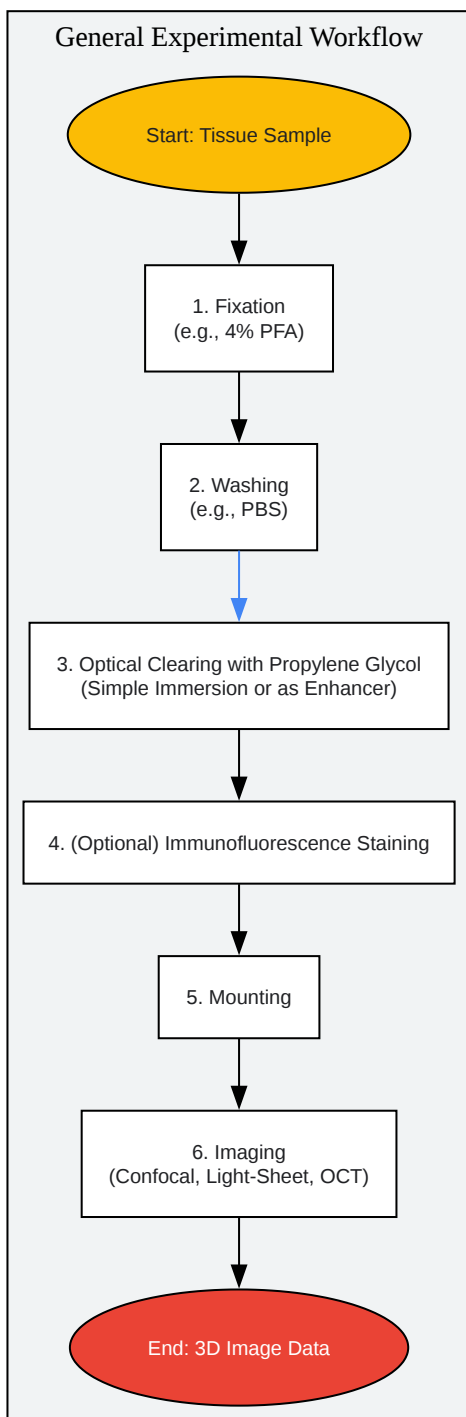 General Experimental Workflow
Start: Tissue Sample
1. Fixation
(e.g., 4% PFA)
2. Washing
(e.g., PBS)
3. Optical Clearing with Propylene Glycol
(Simple Immersion or as Enhancer)
4. (Optional) Immunofluorescence Staining
5. Mounting
6. Imaging
(Confocal, Light-Sheet, OCT)
End: 3D Image Data